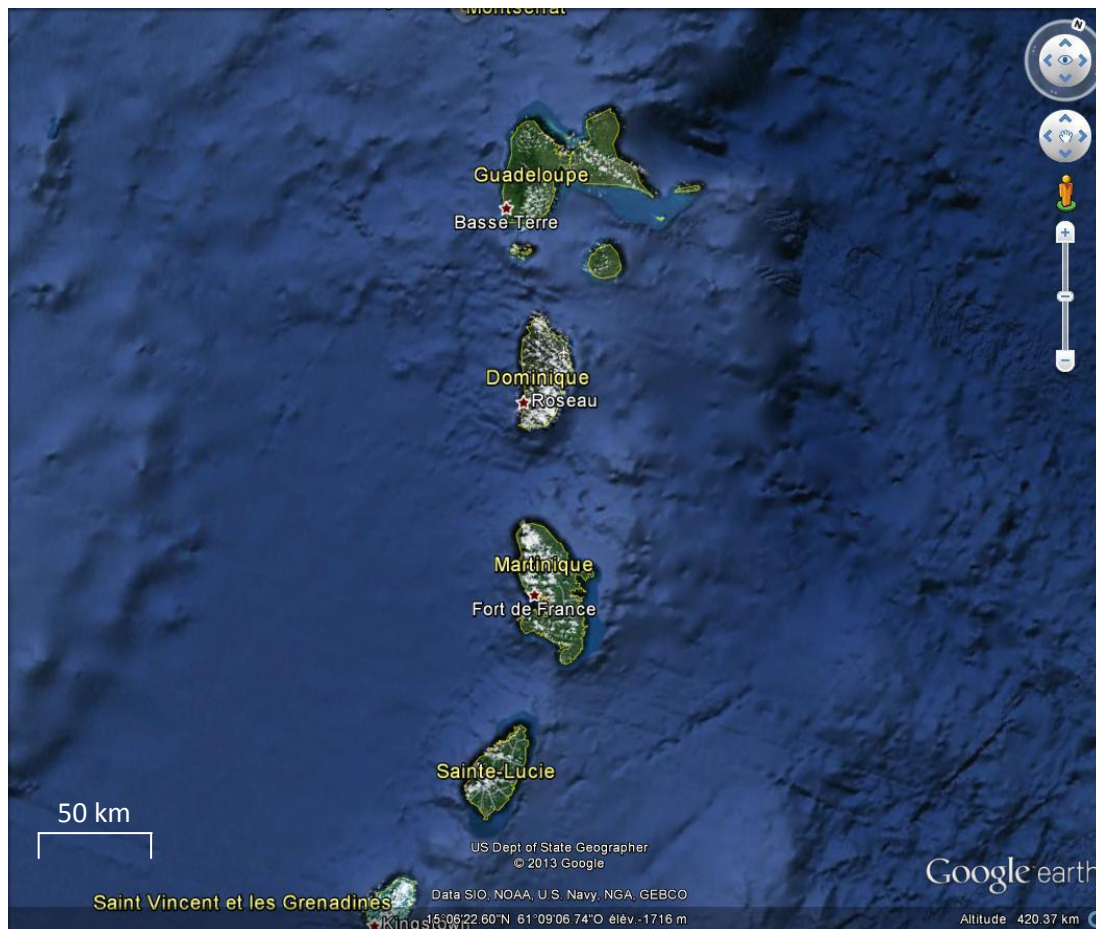 Montserrat
N
Guadeloupe
Basse Terre
Dominique
Roseau
Martinique
Fort de France
Sainte-Lucie
50 km
US Dept of State Geographer
© 2013 Google
Google earth
Saint Vincent et les Grenadines
Data SIO, NOAA, U.S. Navy, NGA, GEBCO
Kingstown
15°06'22.60"N 61°09'06.74"O élév.-1716 m
Altitude 420.37 km